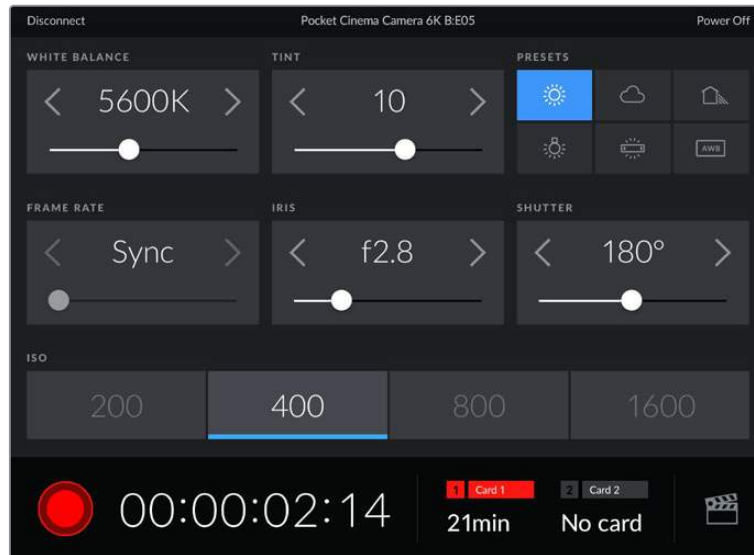 Disconnect Pocket Cinema Camera 6K B:E05 Power Off
WHITE BALANCE TINT PRESETS
5600K 10
AWB
FRAME RATE IRIS SHUTTER
Sync f2.8 180°
ISO
200 400 800 1600
1 Card 1 2 Card 2
00:00:02:14 21min No card